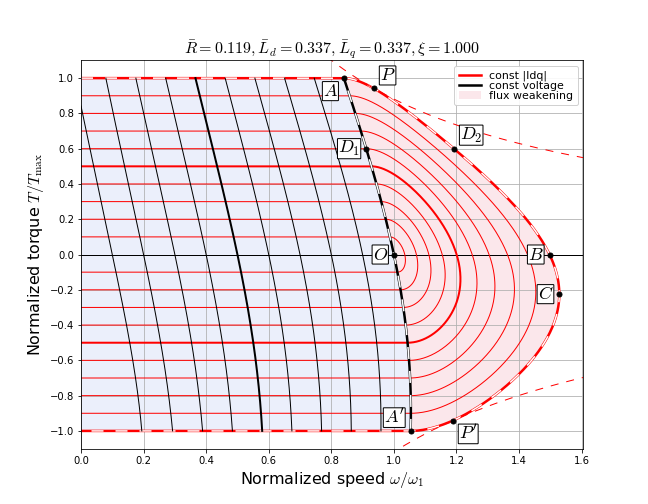 R̄ = 0.119, L̄_d = 0.337, L̄_q = 0.337, ξ = 1.000
const |Idq|
const voltage
flux weakening
Normalized torque T/T_max
1.0
0.8
0.6
0.4
0.2
0.0
−0.2
−0.4
−0.6
−0.8
−1.0
A
P
D₁
D₂
O
B
C
A′
P′
0.0 0.2 0.4 0.6 0.8 1.0 1.2 1.4 1.6
Normalized speed ω/ω₁